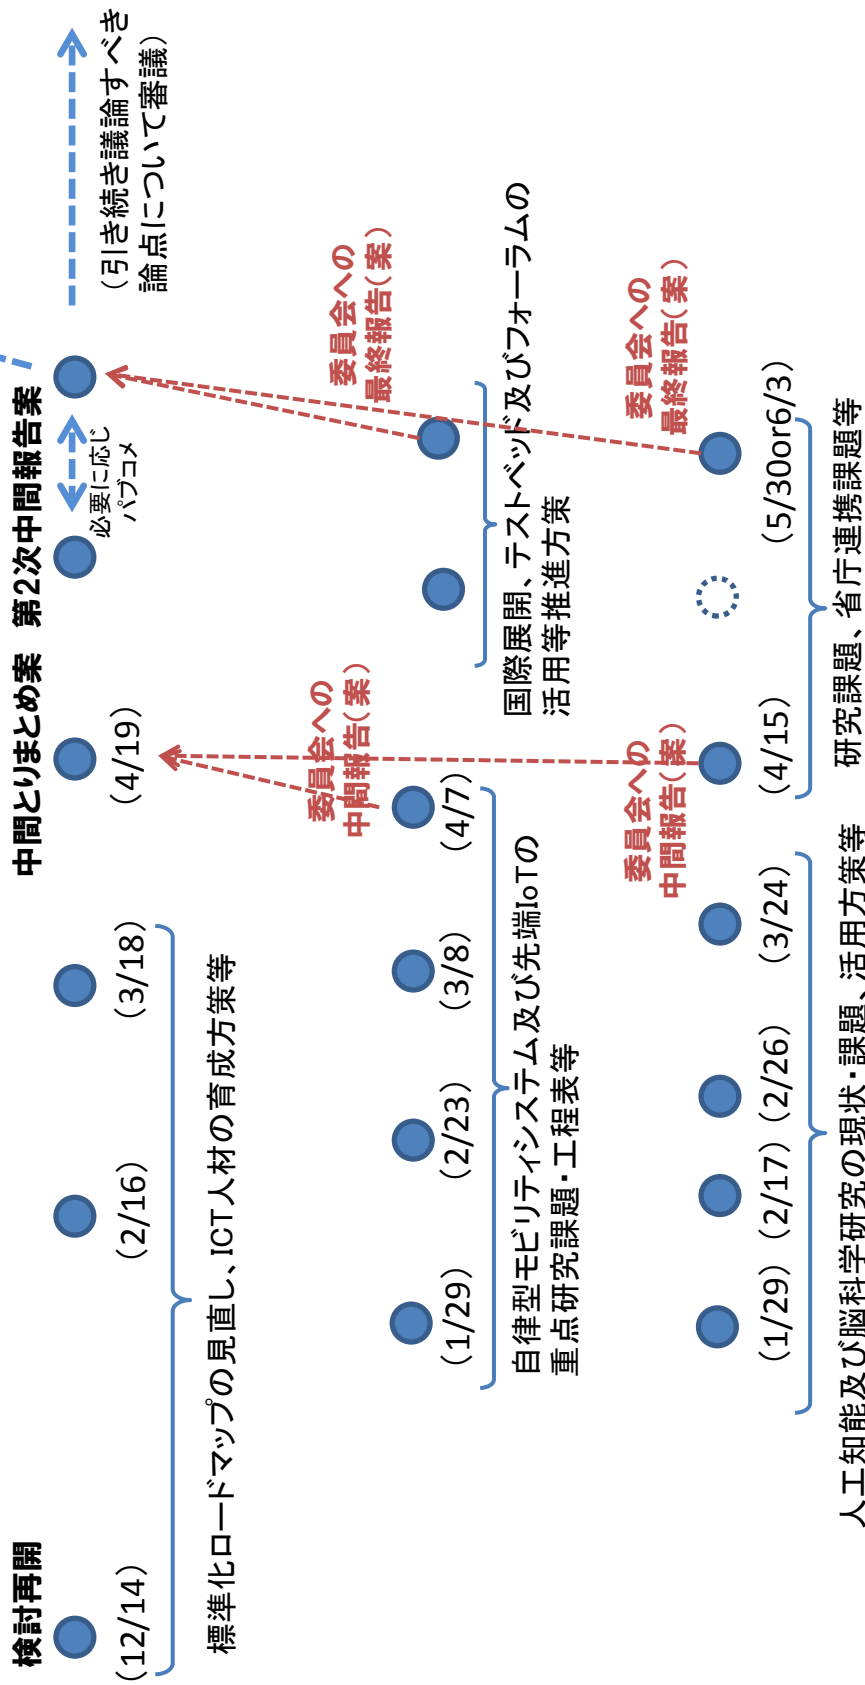 検討再開
中間とりまとめ案
第2次中間報告案
(12/14)
(2/16)
(3/18)
(4/19)
必要に応じ
パブコメ
(引き続き議論すべき
論点について審議)
標準化ロードマップの見直し、ICT人材の育成方策等
委員会への
中間報告(案)
委員会への
最終報告(案)
(1/29)
(2/23)
(3/8)
(4/7)
自律型モビリティシステム及び先端IoTの
重点研究課題・工程表等
国際展開、テストベッド及びフォーラムの
活用等推進方策
委員会への
中間報告(案)
委員会への
最終報告(案)
(1/29)
(2/17)
(2/26)
(3/24)
(4/15)
(5/30or6/3)
人工知能及び脳科学研究の現状・課題、活用方策等
研究課題、省庁連携課題等